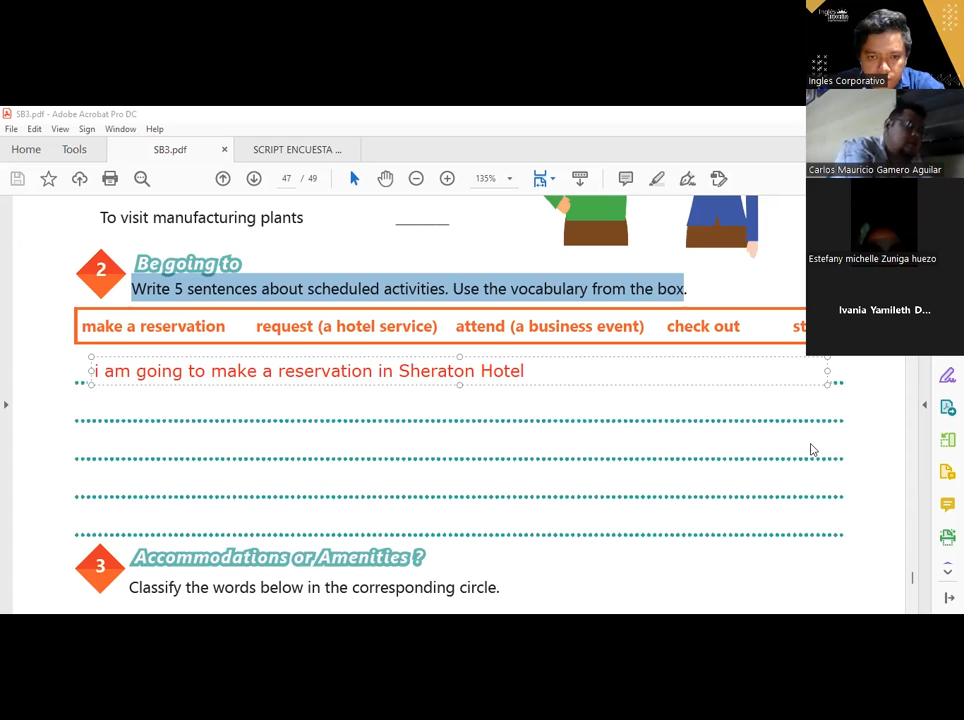 SB3.pdf - Adobe Acrobat Pro DC
File Edit View Sign Window Help
Home Tools SB3.pdf × SCRIPT ENCUESTA ...
47 / 49 135%
To visit manufacturing plants ________
2 Be going to
Write 5 sentences about scheduled activities. Use the vocabulary from the box.
make a reservation request (a hotel service) attend (a business event) check out st
i am going to make a reservation in Sheraton Hotel
3 Accommodations or Amenities ?
Classify the words below in the corresponding circle.
Inglés
Ingles Corporativo
Carlos Mauricio Gamero Aguilar
Estefany michelle Zuniga huezo
Ivania Yamileth D...